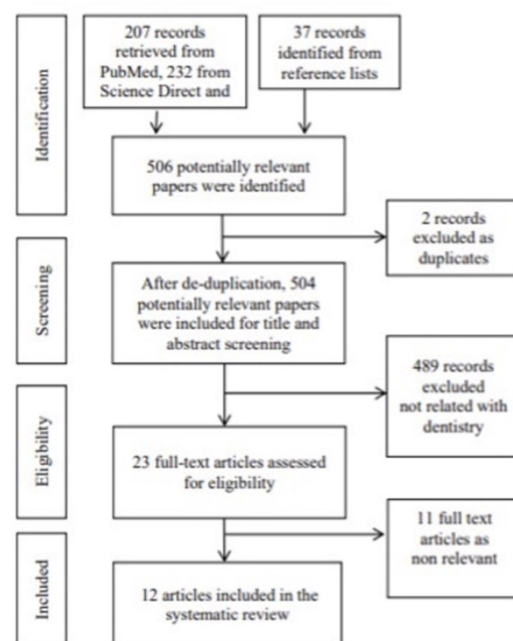 Identification
207 records
retrieved from
PubMed, 232 from
Science Direct and
37 records
identified from
reference lists
506 potentially relevant
papers were identified
2 records
excluded as
duplicates
Screening
After de-duplication, 504
potentially relevant papers
were included for title and
abstract screening
489 records
excluded
not related with
dentistry
Eligibility
23 full-text articles assessed
for eligibility
11 full text
articles as
non relevant
Included
12 articles included in the
systematic review